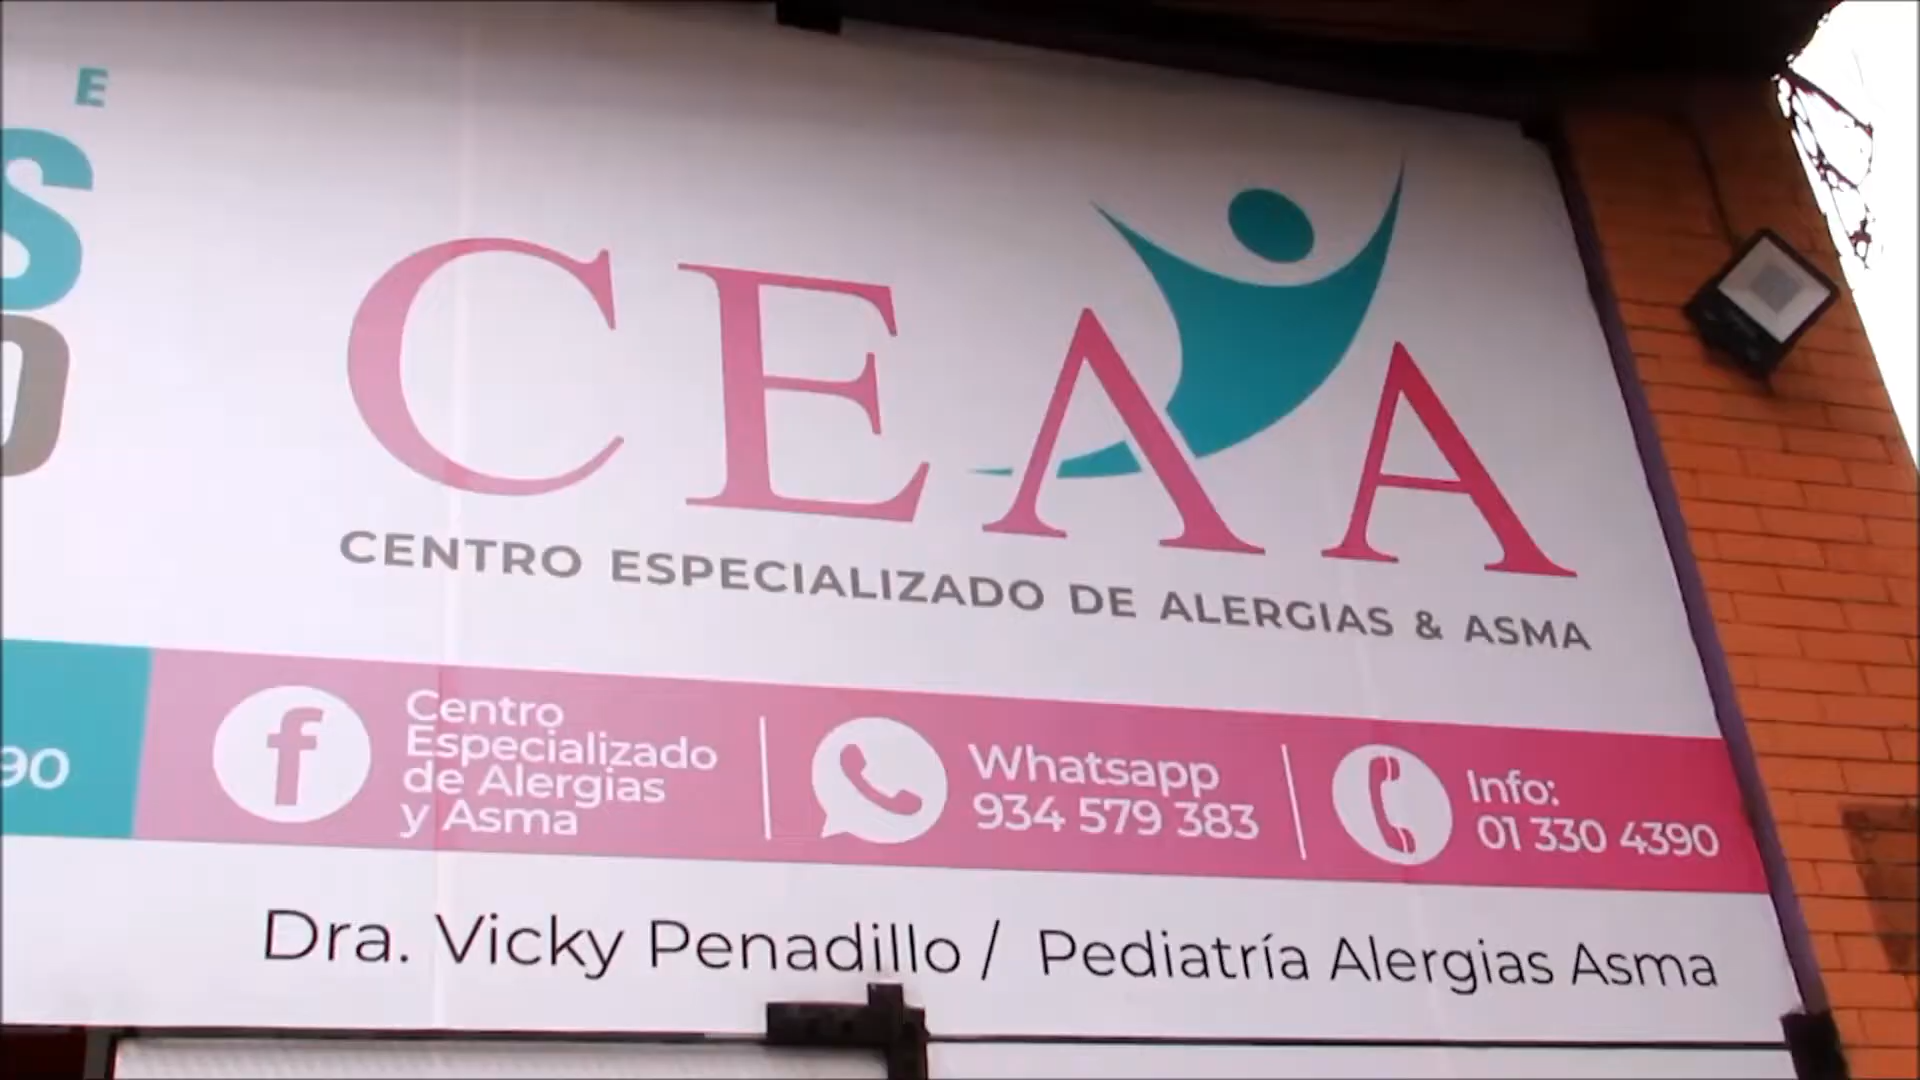 E
S
90
CEAA
CENTRO ESPECIALIZADO DE ALERGIAS & ASMA
Centro
Especializado
de Alergias
y Asma
Whatsapp
934 579 383
Info:
01 330 4390
Dra. Vicky Penadillo / Pediatría Alergias Asma